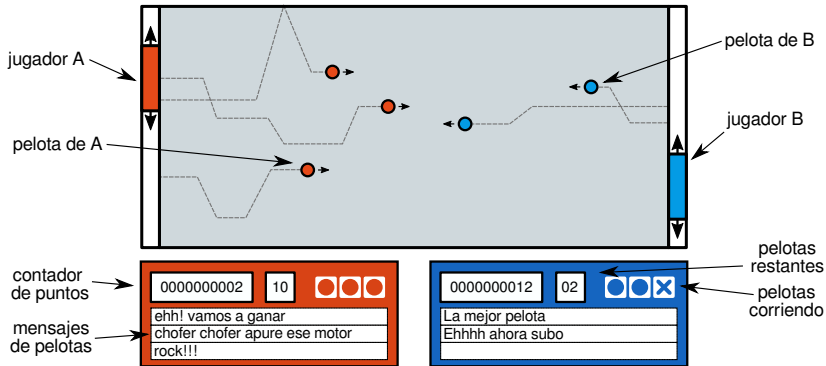 jugador A
pelota de B
jugador B
pelota de A
contador
de puntos
0000000002
10
ehh! vamos a ganar
chofer chofer apure ese motor
rock!!!
mensajes
de pelotas
0000000012
02
La mejor pelota
Ehhhh ahora subo
pelotas
restantes
pelotas
corriendo